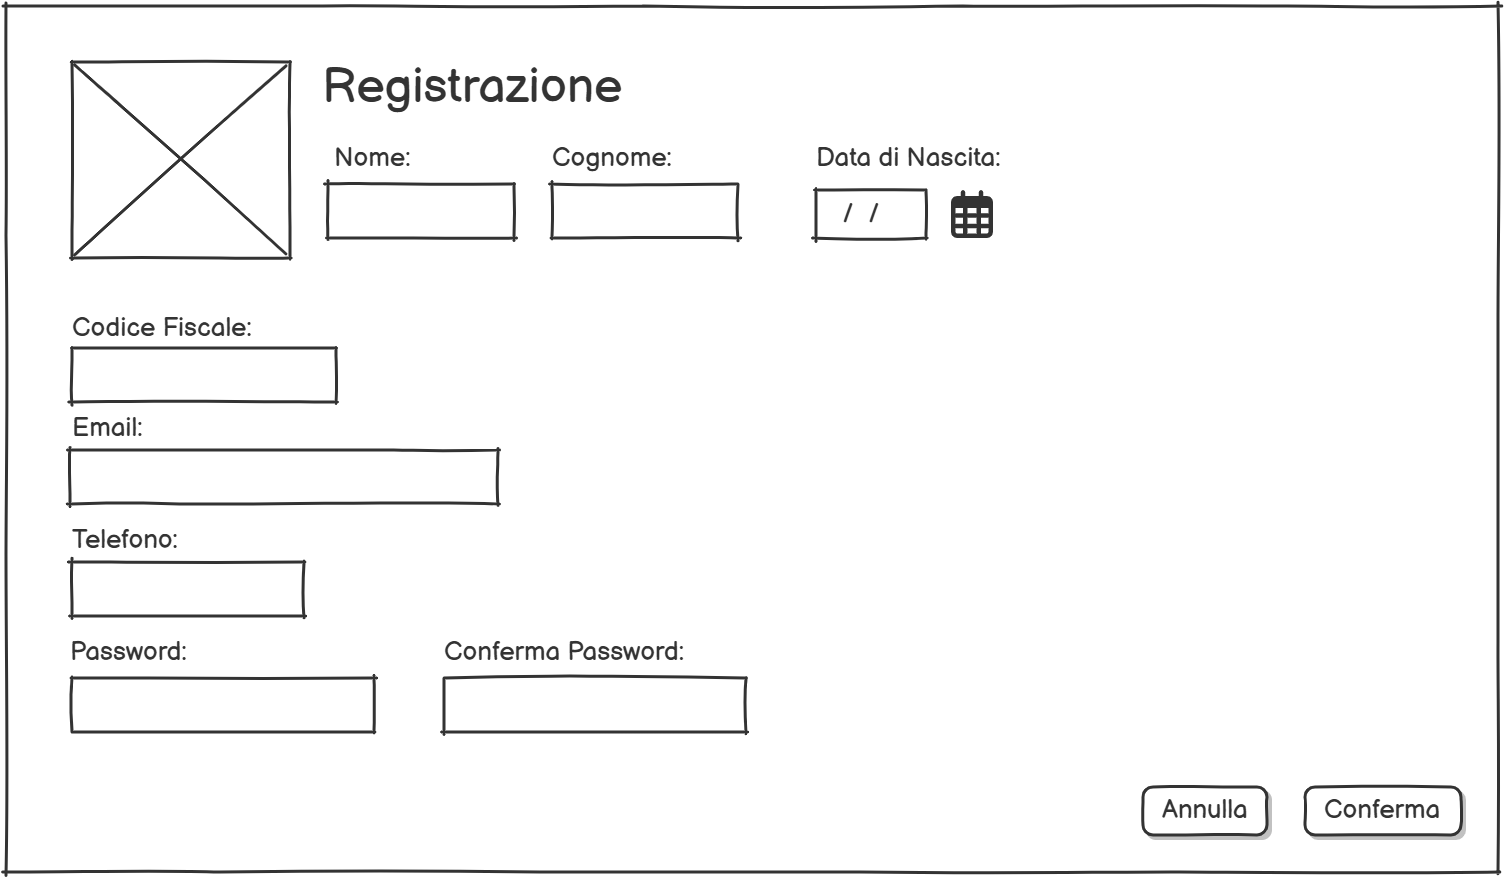 Registrazione
Nome: Cognome: Data di Nascita:
/ /
Codice Fiscale:
Email:
Telefono:
Password: Conferma Password:
Annulla Conferma